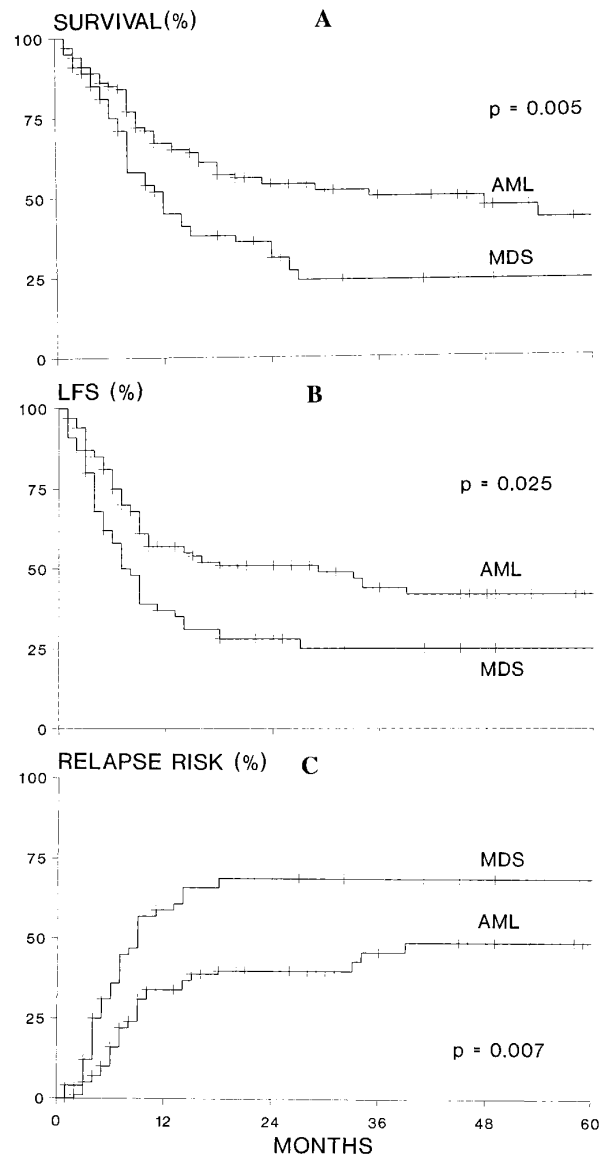 SURVIVAL(%) A
100
p = 0.005
75
AML
50
MDS
25
0
LFS (%) B
100
p = 0.025
75
AML
50
25
MDS
0
RELAPSE RISK (%) C
100
75
MDS
AML
50
25
p = 0.007
0
0 12 24 36 48 60
MONTHS